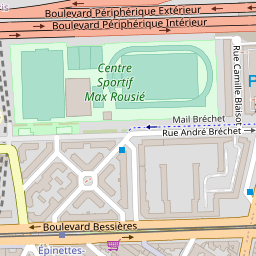 Boulevard Périphérique Extérieur
Boulevard Périphérique Intérieur
Centre
Sportif
Max Rousié
Rue Camille Blaisot
P
Mail Bréchet
Rue André Bréchet
Boulevard Bessières
Épinettes-